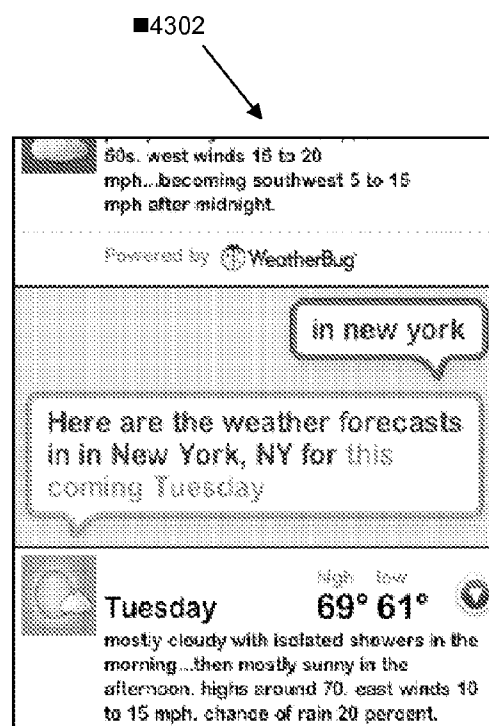 ■4302
60s. west winds 15 to 20
mph...becoming southwest 5 to 15
mph after midnight.
Powered by WeatherBug
in new york
Here are the weather forecasts
in in New York, NY for this
coming Tuesday
high low
Tuesday 69° 61°
mostly cloudy with isolated showers in the
morning...then mostly sunny in the
afternoon. highs around 70. east winds 10
to 15 mph. chance of rain 20 percent.